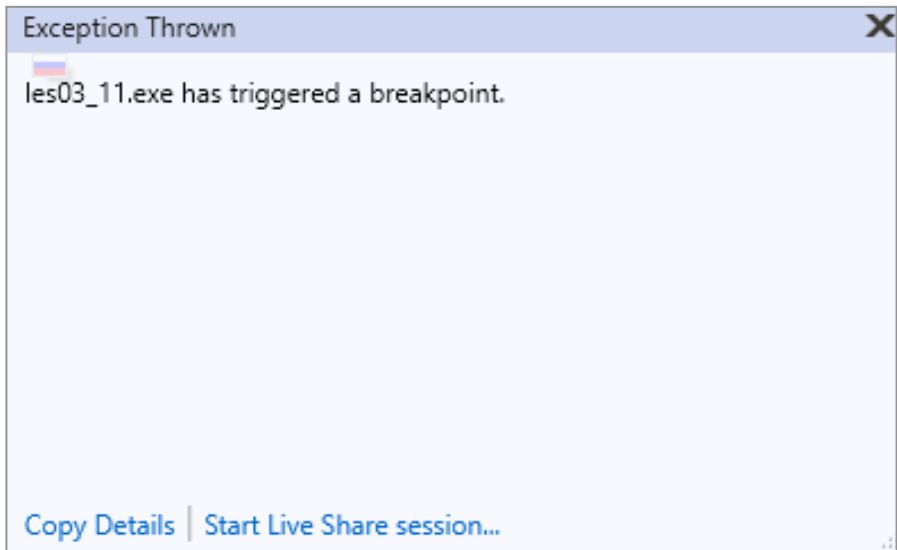 Exception Thrown
les03_11.exe has triggered a breakpoint.
Copy Details
Start Live Share session...